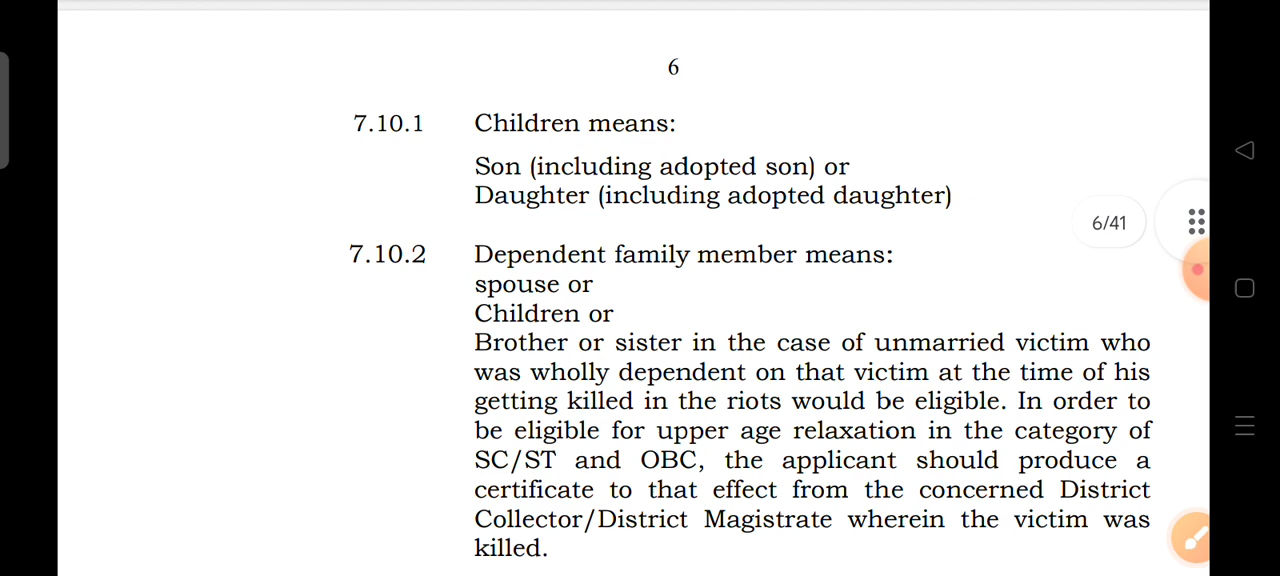 6
7.10.1 Children means:
Son (including adopted son) or
Daughter (including adopted daughter)
6/41
7.10.2 Dependent family member means:
spouse or
Children or
Brother or sister in the case of unmarried victim who
was wholly dependent on that victim at the time of his
getting killed in the riots would be eligible. In order to
be eligible for upper age relaxation in the category of
SC/ST and OBC, the applicant should produce a
certificate to that effect from the concerned District
Collector/District Magistrate wherein the victim was
killed.